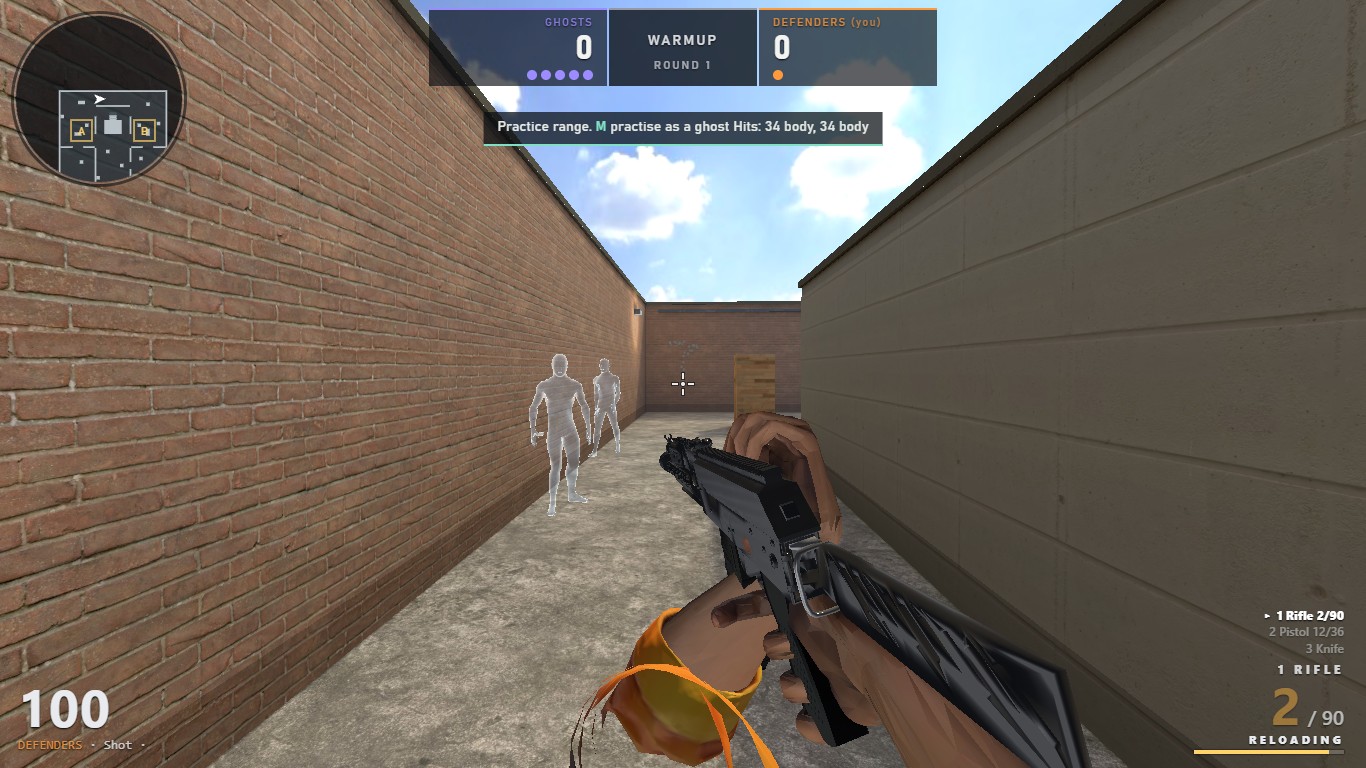 GHOSTS
0
WARMUP
ROUND 1
DEFENDERS (you)
0
Practice range. M practise as a ghost Hits: 34 body, 34 body
A
B
1 Rifle 2/90
2 Pistol 12/36
3 Knife
1 RIFLE
2 / 90
RELOADING
100
DEFENDERS · Shot ·